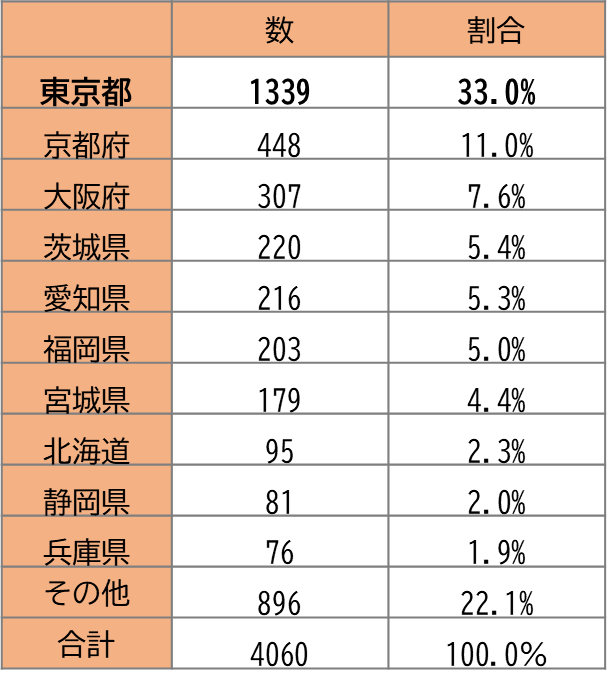 数 割合
東京都 1339 33.0%
京都府 448 11.0%
大阪府 307 7.6%
茨城県 220 5.4%
愛知県 216 5.3%
福岡県 203 5.0%
宮城県 179 4.4%
北海道 95 2.3%
静岡県 81 2.0%
兵庫県 76 1.9%
その他 896 22.1%
合計 4060 100.0%